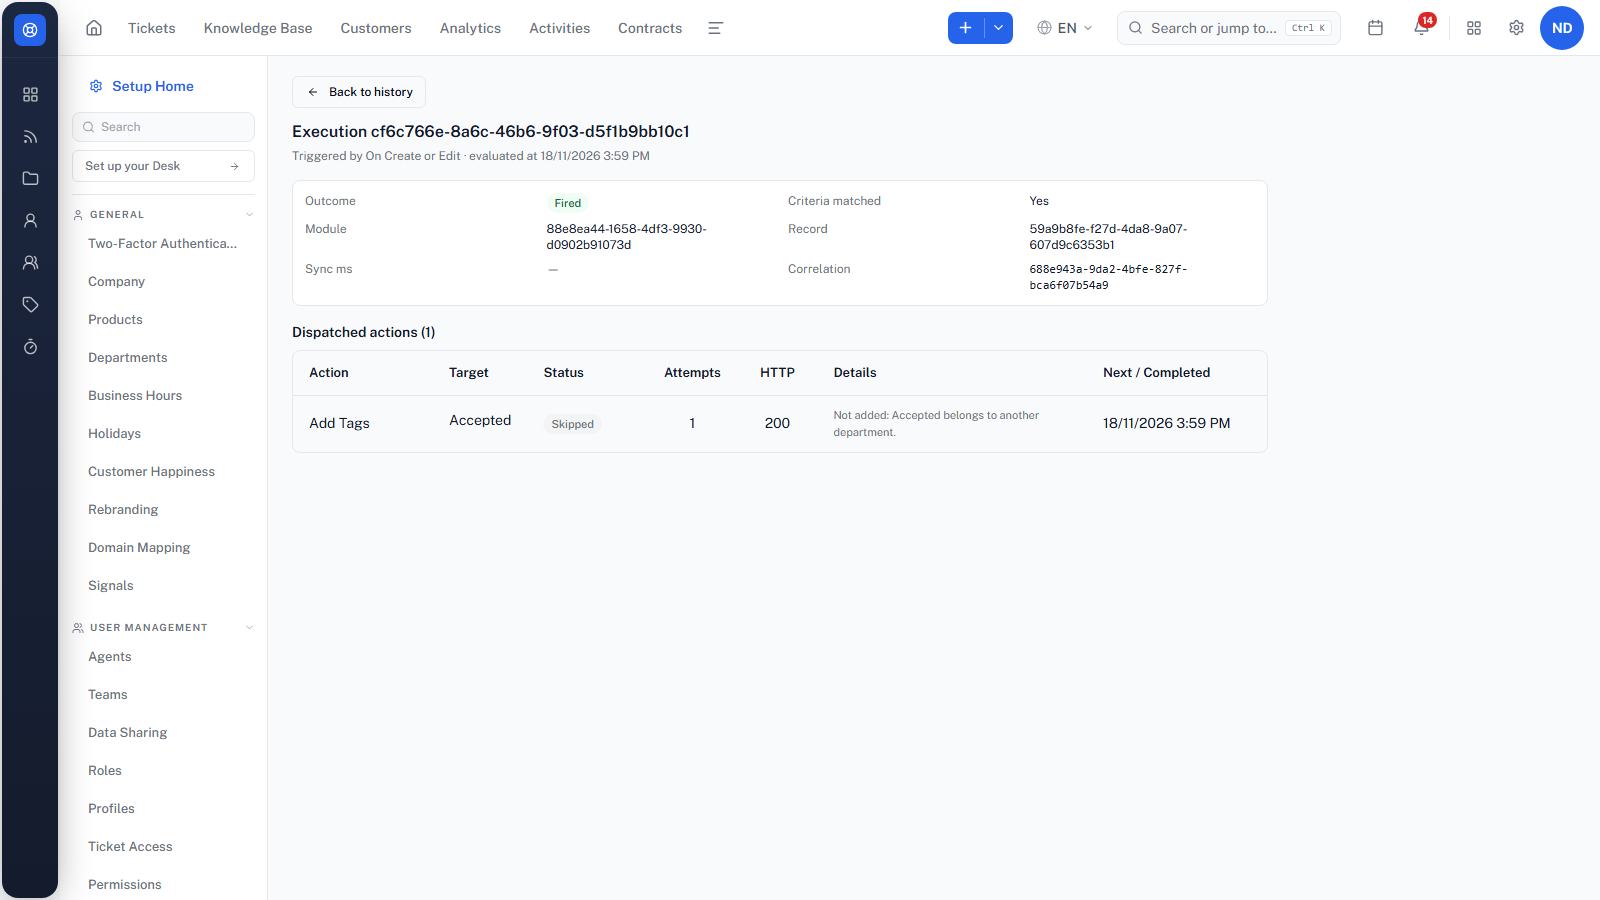 Tickets
Knowledge Base
Customers
Analytics
Activities
Contracts
EN
Search or jump to...
Ctrl K
14
ND
Setup Home
Search
Set up your Desk
GENERAL
Two-Factor Authentica...
Company
Products
Departments
Business Hours
Holidays
Customer Happiness
Rebranding
Domain Mapping
Signals
USER MANAGEMENT
Agents
Teams
Data Sharing
Roles
Profiles
Ticket Access
Permissions
Back to history
Execution cf6c766e-8a6c-46b6-9f03-d5f1b9bb10c1
Triggered by On Create or Edit · evaluated at 18/11/2026 3:59 PM
Outcome
Fired
Criteria matched
Yes
Module
88e8ea44-1658-4df3-9930-
d0902b91073d
Record
59a9b8fe-f27d-4da8-9a07-
607d9c6353b1
Sync ms
—
Correlation
688e943a-9da2-4bfe-827f-
bca6f07b54a9
Dispatched actions (1)
Action
Target
Status
Attempts
HTTP
Details
Next / Completed
Add Tags
Accepted
Skipped
1
200
Not added: Accepted belongs to another
department.
18/11/2026 3:59 PM